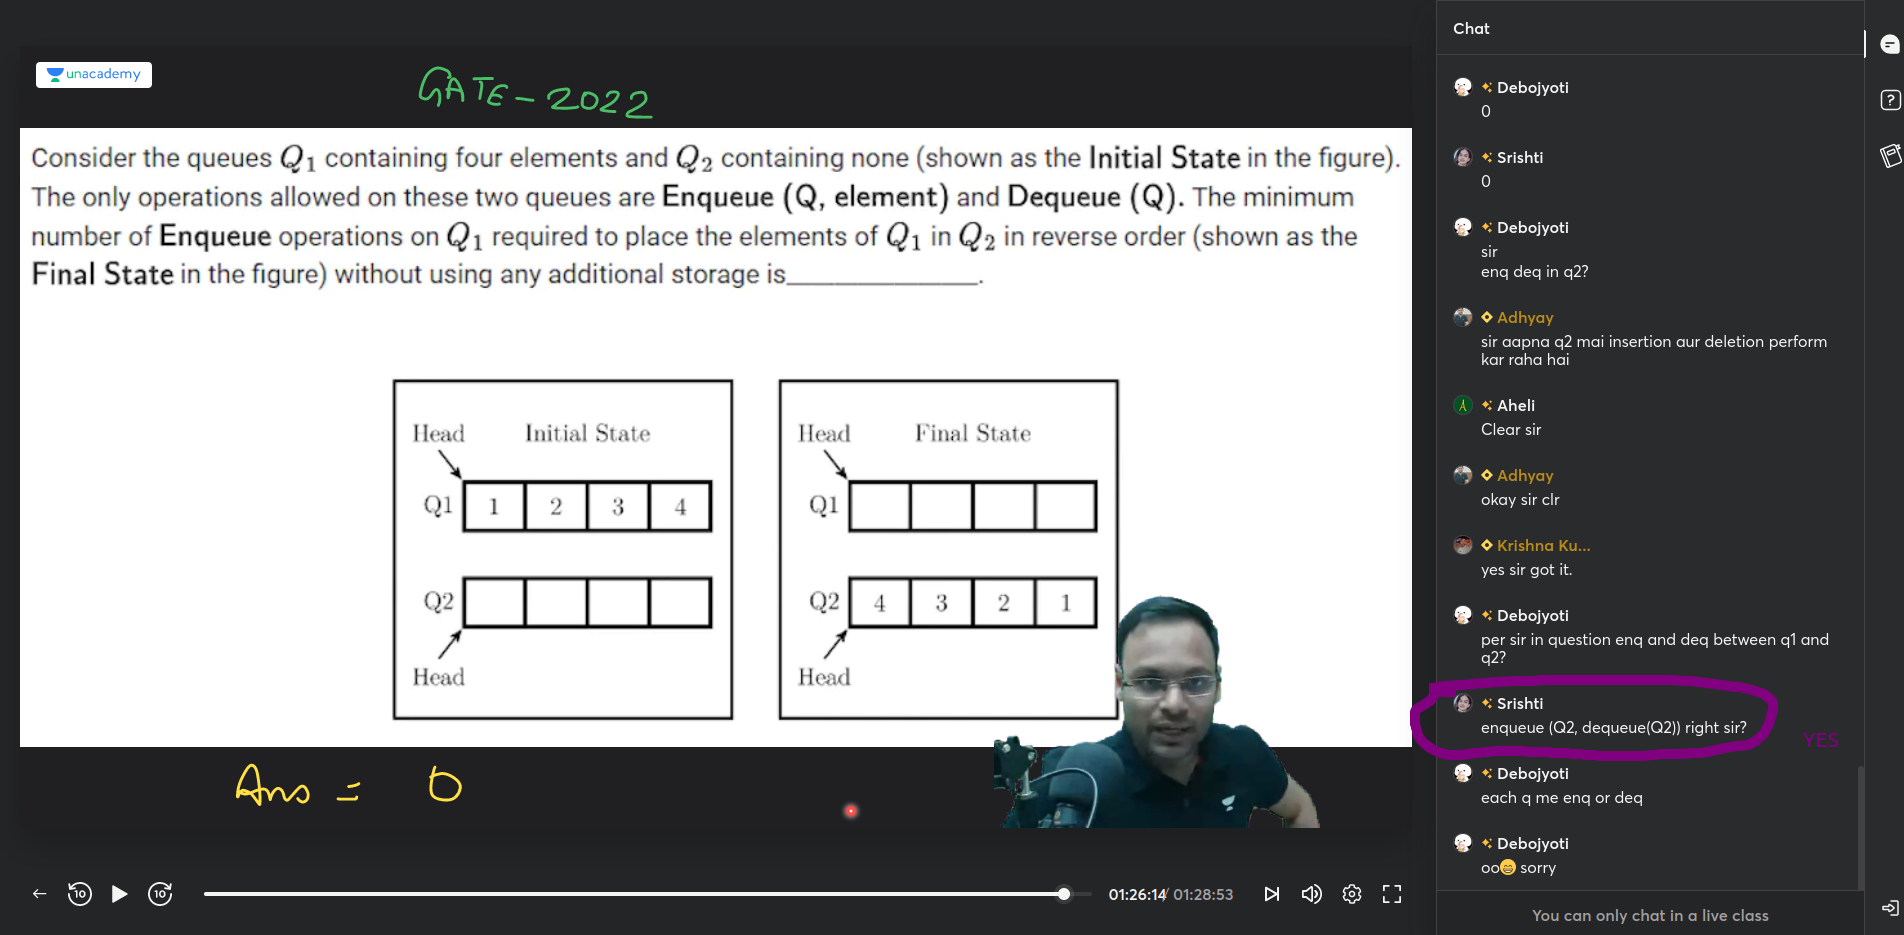 unacademy
GATE-2022
Consider the queues Q1 containing four elements and Q2 containing none (shown as the Initial State in the figure).
The only operations allowed on these two queues are Enqueue (Q, element) and Dequeue (Q). The minimum
number of Enqueue operations on Q1 required to place the elements of Q1 in Q2 in reverse order (shown as the
Final State in the figure) without using any additional storage is______________.
Head Initial State
Q1 1 2 3 4
Q2
Head
Head Final State
Q1
Q2 4 3 2 1
Head
Ans = 0
10 10 01:26:14/ 01:28:53
Chat
Debojyoti
0
Srishti
0
Debojyoti
sir
enq deq in q2?
Adhyay
sir aapna q2 mai insertion aur deletion perform
kar raha hai
Aheli
Clear sir
Adhyay
okay sir clr
Krishna Ku...
yes sir got it.
Debojyoti
per sir in question enq and deq between q1 and
q2?
Srishti
enqueue (Q2, dequeue(Q2)) right sir?
YES
Debojyoti
each q me enq or deq
Debojyoti
oo😁 sorry
You can only chat in a live class